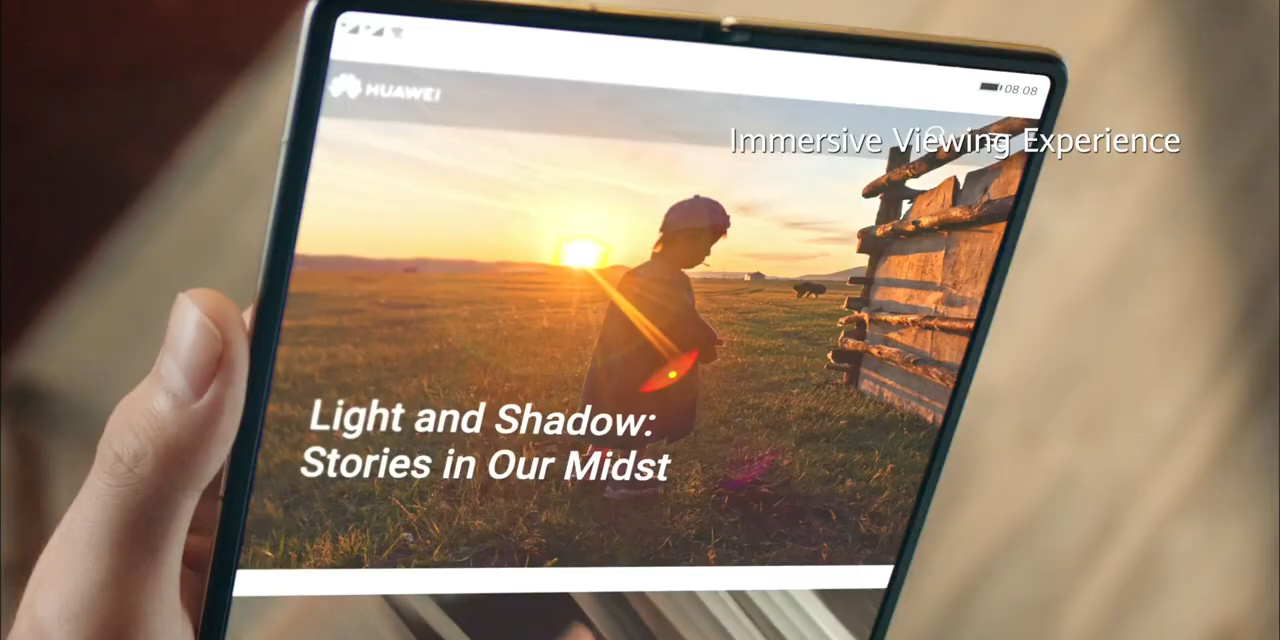 HUAWEI
08:08
Immersive Viewing Experience
Light and Shadow:
Stories in Our Midst